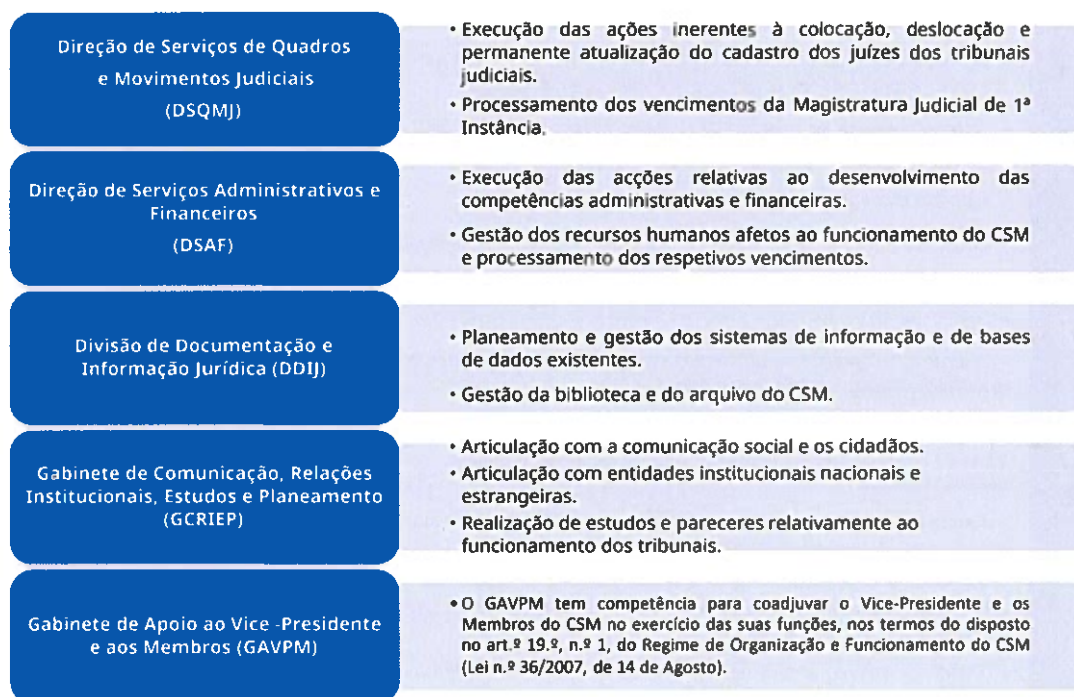 Direção de Serviços de Quadros
e Movimentos Judiciais
(DSQMJ)
• Execução das ações inerentes à colocação, deslocação e
permanente atualização do cadastro dos juízes dos tribunais
judiciais.
• Processamento dos vencimentos da Magistratura Judicial de 1ª
Instância.
Direção de Serviços Administrativos e
Financeiros
(DSAF)
• Execução das acções relativas ao desenvolvimento das
competências administrativas e financeiras.
• Gestão dos recursos humanos afetos ao funcionamento do CSM
e processamento dos respetivos vencimentos.
Divisão de Documentação e
Informação Jurídica (DDIJ)
• Planeamento e gestão dos sistemas de informação e de bases
de dados existentes.
• Gestão da biblioteca e do arquivo do CSM.
Gabinete de Comunicação, Relações
Institucionais, Estudos e Planeamento
(GCRIEP)
• Articulação com a comunicação social e os cidadãos.
• Articulação com entidades institucionais nacionais e
estrangeiras.
• Realização de estudos e pareceres relativamente ao
funcionamento dos tribunais.
Gabinete de Apoio ao Vice -Presidente
e aos Membros (GAVPM)
• O GAVPM tem competência para coadjuvar o Vice-Presidente e os
Membros do CSM no exercício das suas funções, nos termos do disposto
no art.º 19.º, n.º 1, do Regime de Organização e Funcionamento do CSM
(Lei n.º 36/2007, de 14 de Agosto).